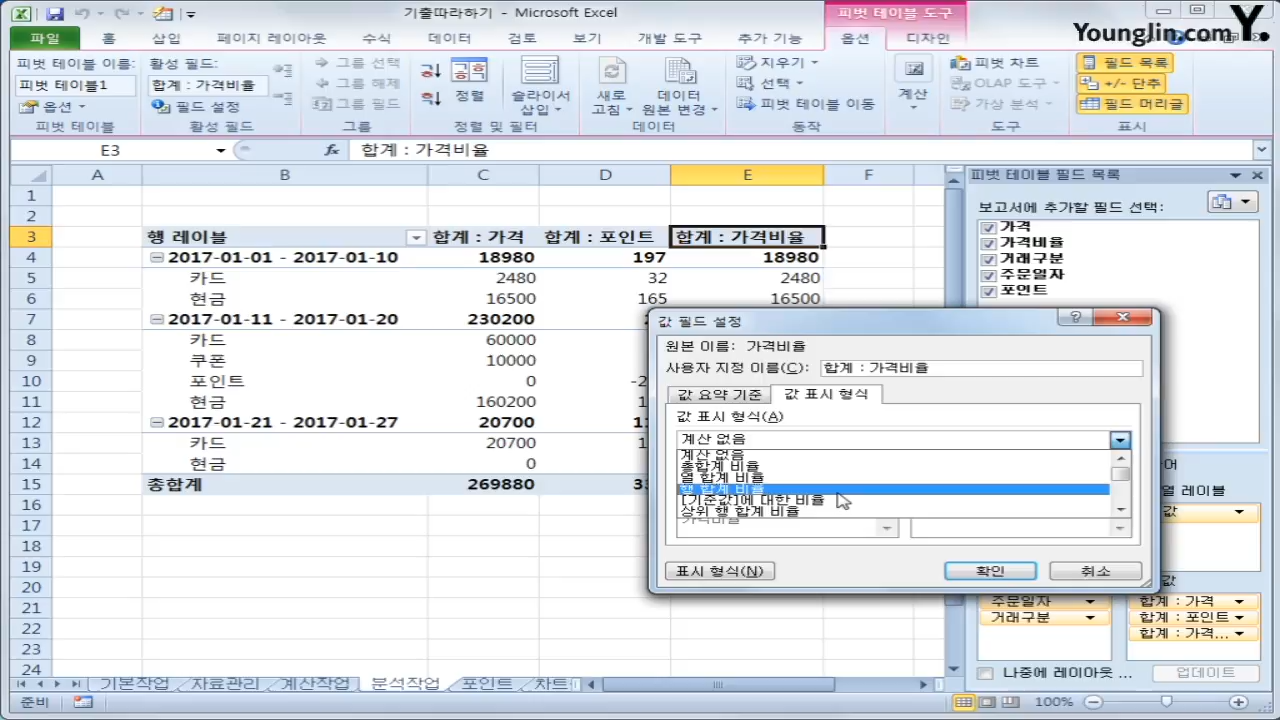 기출따라하기 - Microsoft Excel
피벗 테이블 도구
Younglin.com Y.
파일 홈 삽입 페이지 레이아웃 수식 데이터 검토 보기 개발 도구 추가 기능 옵션 디자인
피벗 테이블 이름:
피벗 테이블1
옵션
피벗 테이블
활성 필드:
합계 : 가격비율
필드 설정
활성 필드
그룹 선택
그룹 해제
그룹 필드
그룹
정렬
슬라이서 삽입
정렬 및 필터
새로 고침
데이터 원본 변경
데이터
지우기
선택
피벗 테이블 이동
동작
계산
피벗 차트
OLAP 도구
가상 분석
도구
필드 목록
+/- 단추
필드 머리글
표시
E3 fx 합계 : 가격비율
A B C D E F
1
2
3 행 레이블 합계 : 가격 합계 : 포인트 합계 : 가격비율
4 2017-01-01 - 2017-01-10 18980 197 18980
5 카드 2480 32 2480
6 현금 16500 165 16500
7 2017-01-11 - 2017-01-20 230200
8 카드 60000
9 쿠폰 10000
10 포인트 0
11 현금 160200
12 2017-01-21 - 2017-01-27 20700
13 카드 20700
14 현금 0
15 총합계 269880
16
17
18
19
20
21
22
23
24
피벗 테이블 필드 목록
보고서에 추가할 필드 선택:
가격
가격비율
거래구분
주문일자
포인트
열 레이블
값
값
주문일자
거래구분
합계 : 가격
합계 : 포인트
합계 : 가격...
나중에 레이아웃 ...
업데이트
값 필드 설정
원본 이름: 가격비율
사용자 지정 이름(C): 합계 : 가격비율
값 요약 기준 값 표시 형식
값 표시 형식(A)
계산 없음
계산 없음
총합계 비율
열 합계 비율
행 합계 비율
[기준값]에 대한 비율
상위 행 합계 비율
가격비율
표시 형식(N) 확인 취소
기본작업 자료관리 계산작업 분석작업 포인트 차트
준비 100%